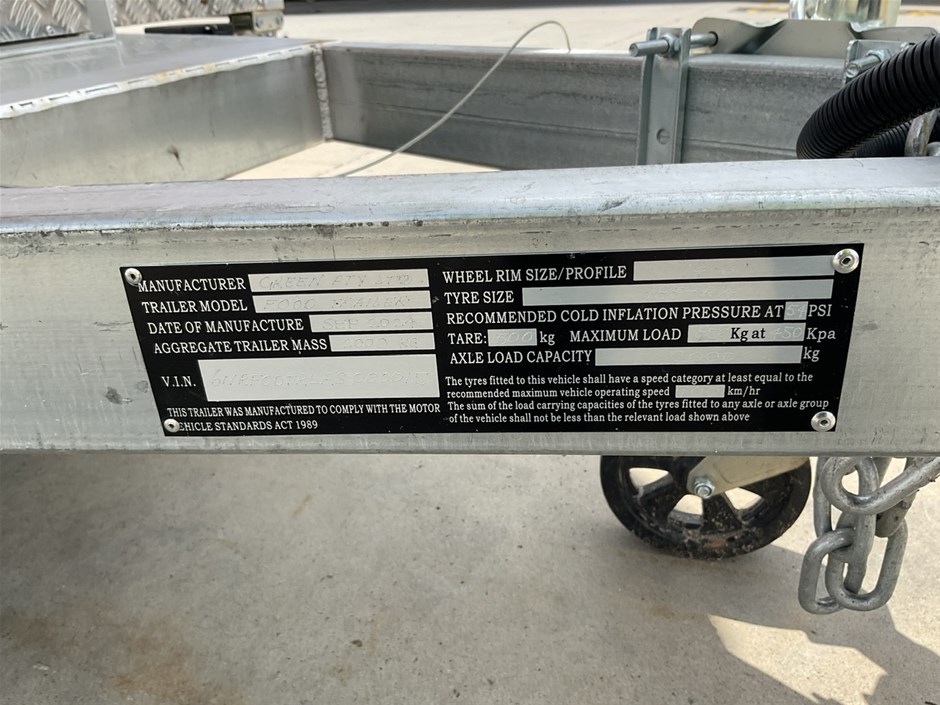 MANUFACTURER GREEN PTY LTD
TRAILER MODEL TRAILER
DATE OF MANUFACTURE SEP
AGGREGATE TRAILER MASS
V.I.N.
THIS TRAILER WAS MANUFACTURED TO COMPLY WITH THE MOTOR
VEHICLE STANDARDS ACT 1989
WHEEL RIM SIZE/PROFILE
TYRE SIZE
RECOMMENDED COLD INFLATION PRESSURE AT PSI
TARE: kg MAXIMUM LOAD Kg at Kpa
AXLE LOAD CAPACITY kg
The tyres fitted to this vehicle shall have a speed category at least equal to the
recommended maximum vehicle operating speed km/hr
The sum of the load carrying capacities of the tyres fitted to any axle or axle group
of the vehicle shall not be less than the relevant load shown above